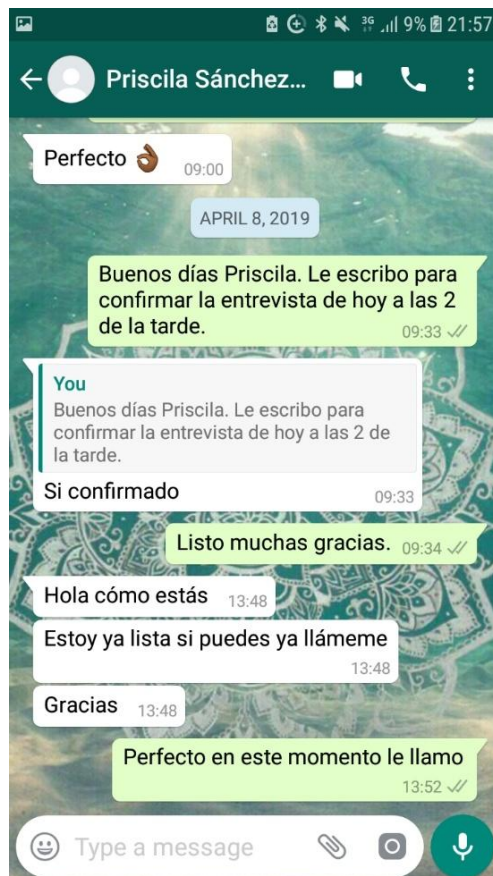 3G 9% 21:57
Priscila Sánchez...
Perfecto 👌🏾 09:00
APRIL 8, 2019
Buenos días Priscila. Le escribo para
confirmar la entrevista de hoy a las 2
de la tarde. 09:33
You
Buenos días Priscila. Le escribo para
confirmar la entrevista de hoy a las 2 de
la tarde.
Si confirmado 09:33
Listo muchas gracias. 09:34
Hola cómo estás 13:48
Estoy ya lista si puedes ya llámeme
13:48
Gracias 13:48
Perfecto en este momento le llamo
13:52
Type a message